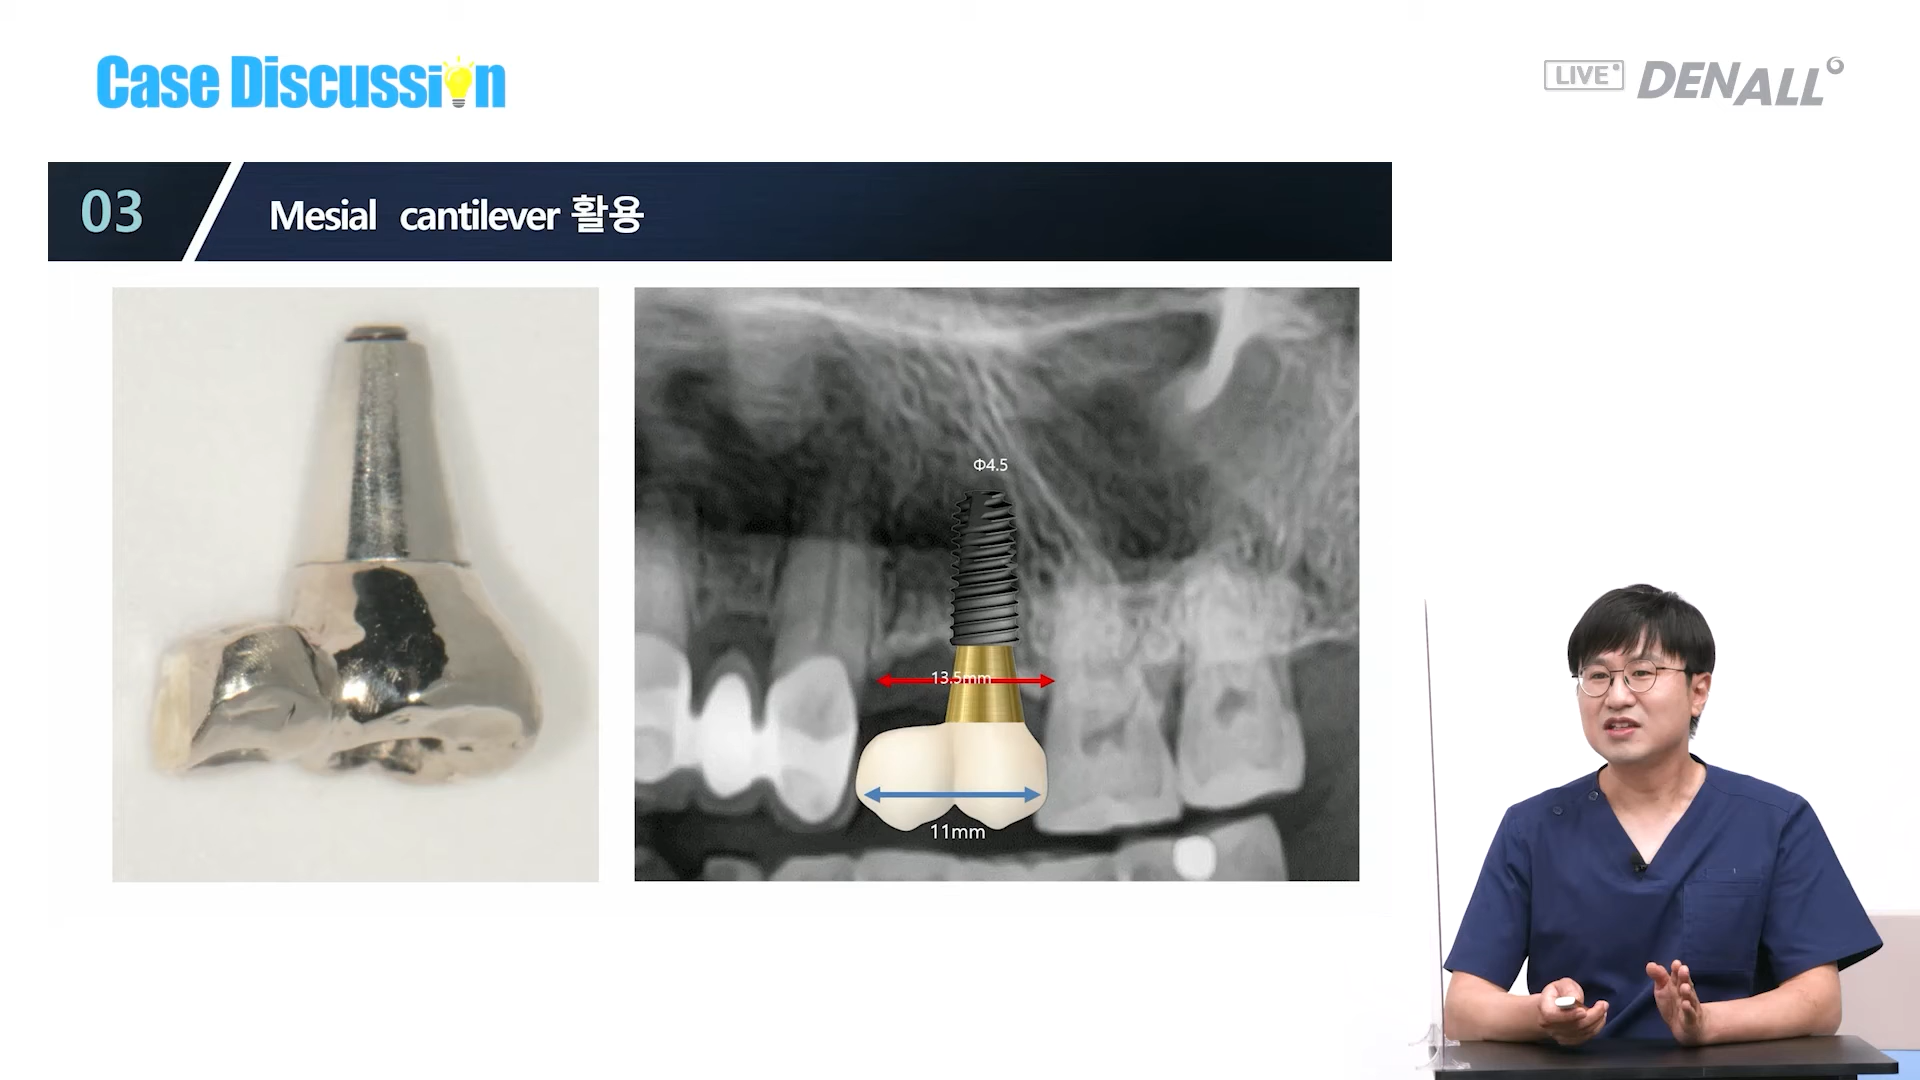 Case Discussion
LIVE DENALL
03 Mesial cantilever 활용
Φ4.5
13.5mm
11mm